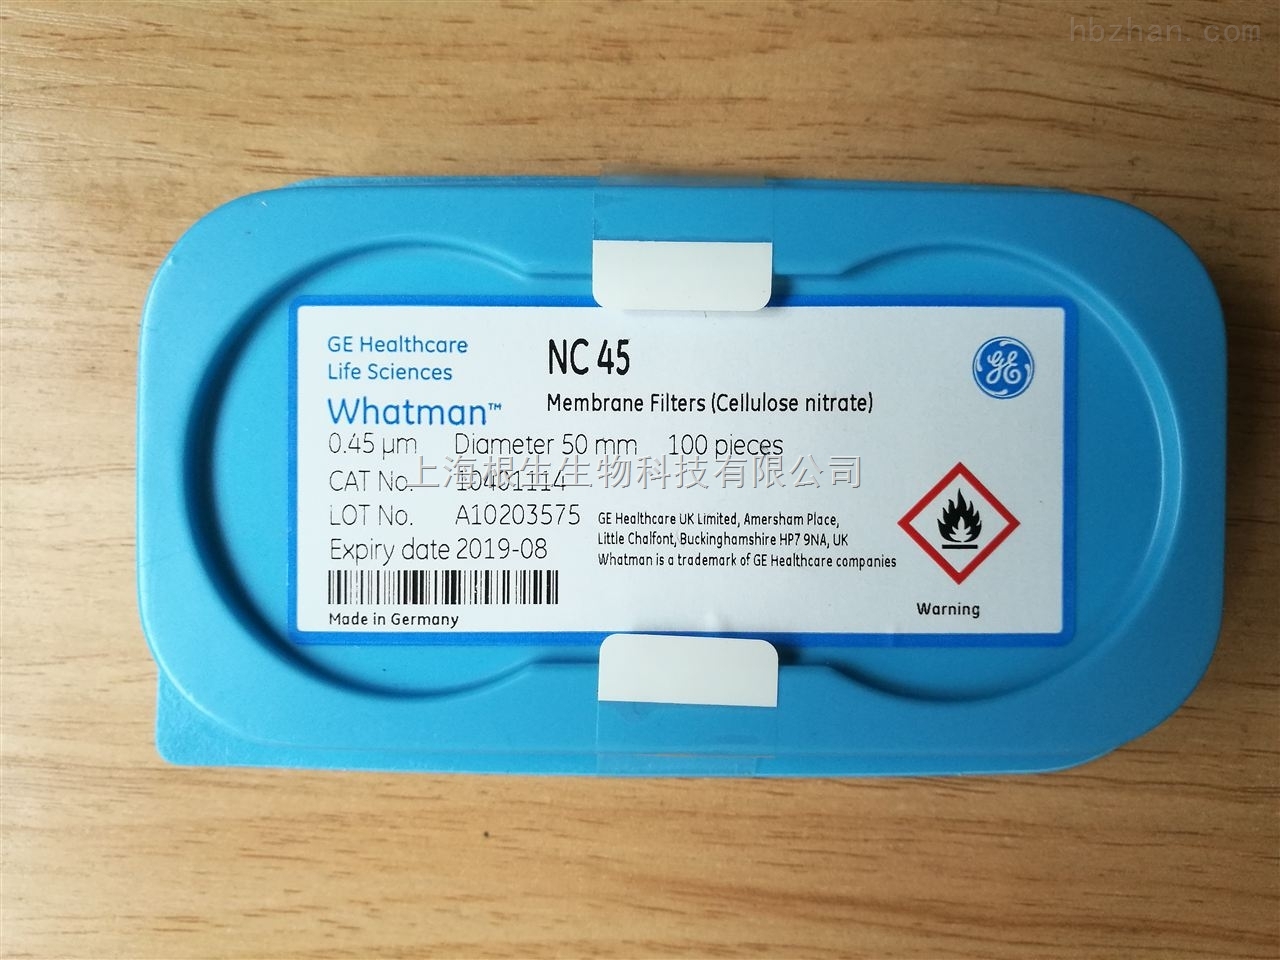 hbzhan.com
GE Healthcare
Life Sciences
Whatman™
NC 45
Membrane Filters (Cellulose nitrate)
GE
0.45 µm Diameter 50 mm 100 pieces
上海根生生物科技有限公司
CAT No. 10401114
LOT No. A10203575
Expiry date 2019-08
Made in Germany
GE Healthcare UK Limited, Amersham Place,
Little Chalfont, Buckinghamshire HP7 9NA, UK
Whatman is a trademark of GE Healthcare companies
Warning